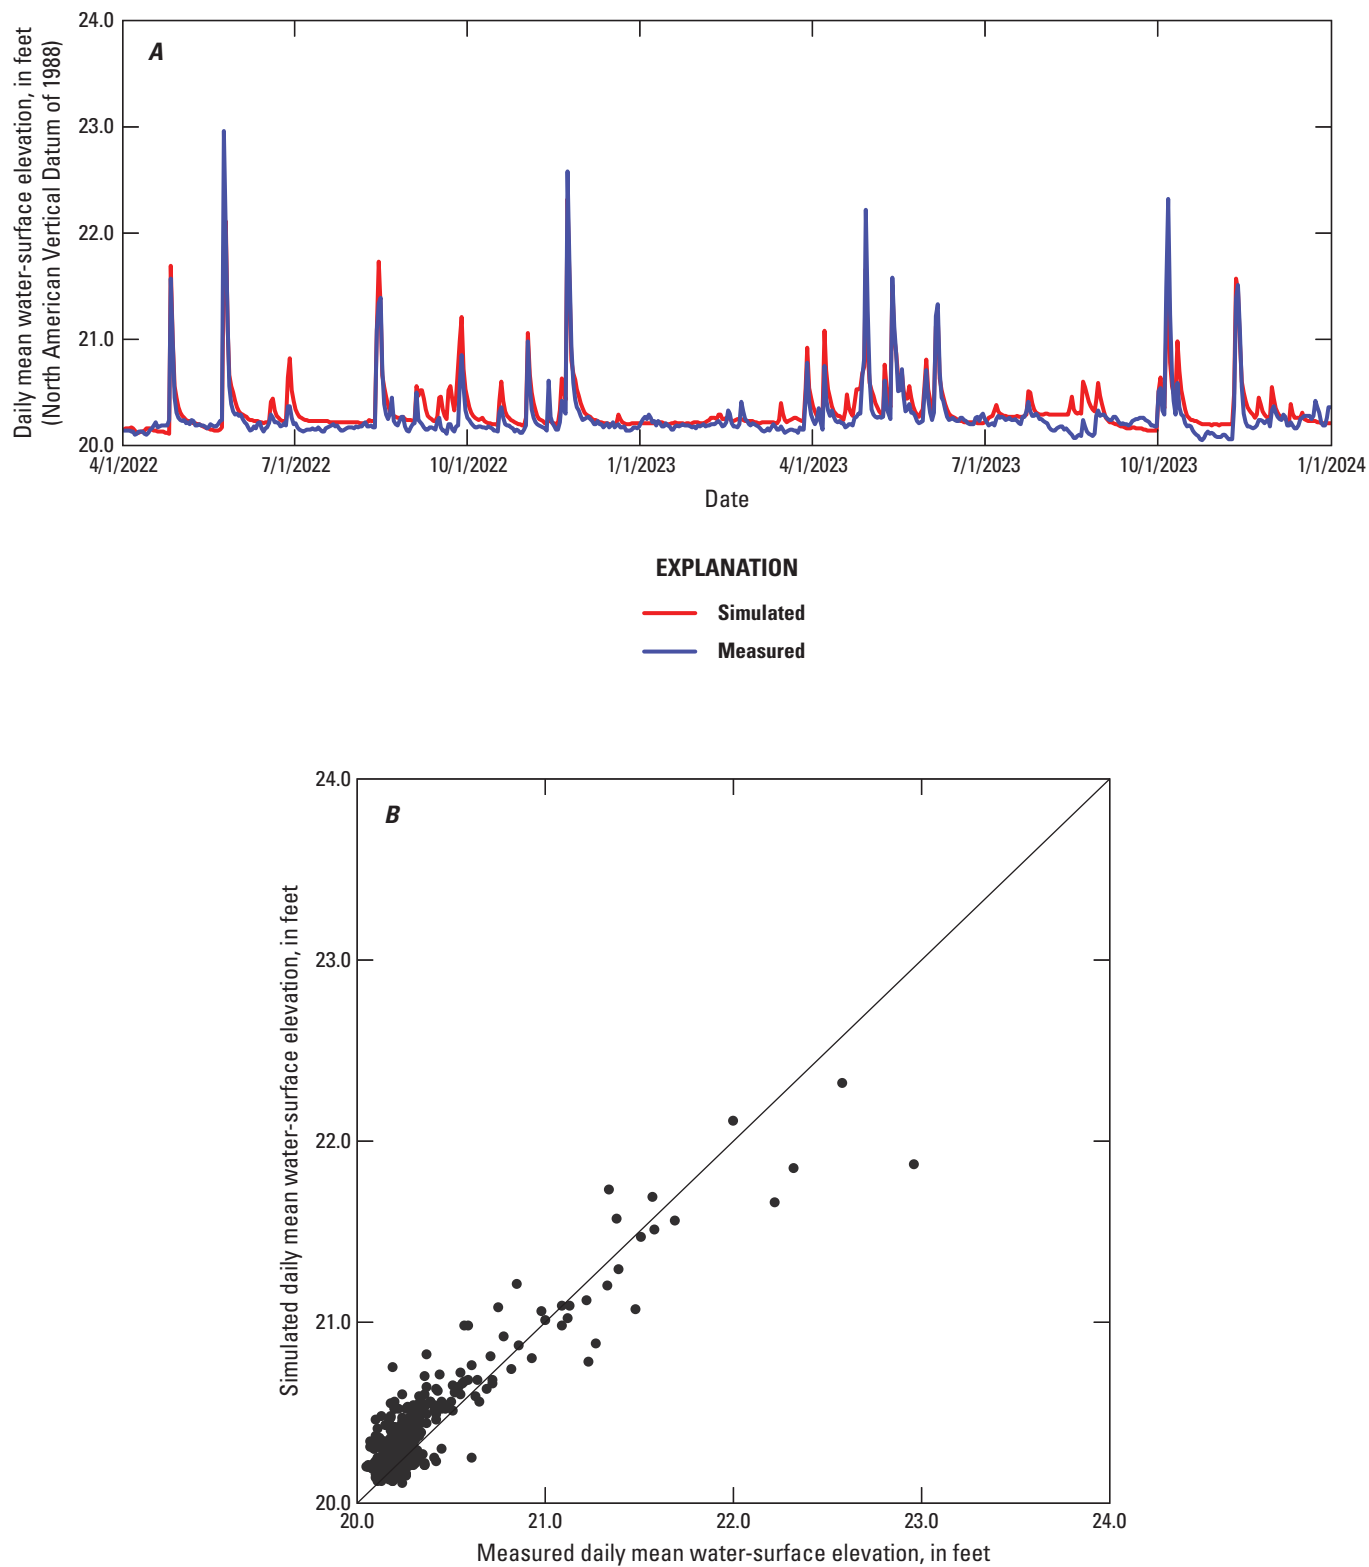 Daily mean water-surface elevation, in feet
(North American Vertical Datum of 1988)
A
24.0
23.0
22.0
21.0
20.0
4/1/2022 7/1/2022 10/1/2022 1/1/2023 4/1/2023 7/1/2023 10/1/2023 1/1/2024
Date
EXPLANATION
Simulated
Measured
Simulated daily mean water-surface elevation, in feet
B
24.0
23.0
22.0
21.0
20.0
20.0 21.0 22.0 23.0 24.0
Measured daily mean water-surface elevation, in feet